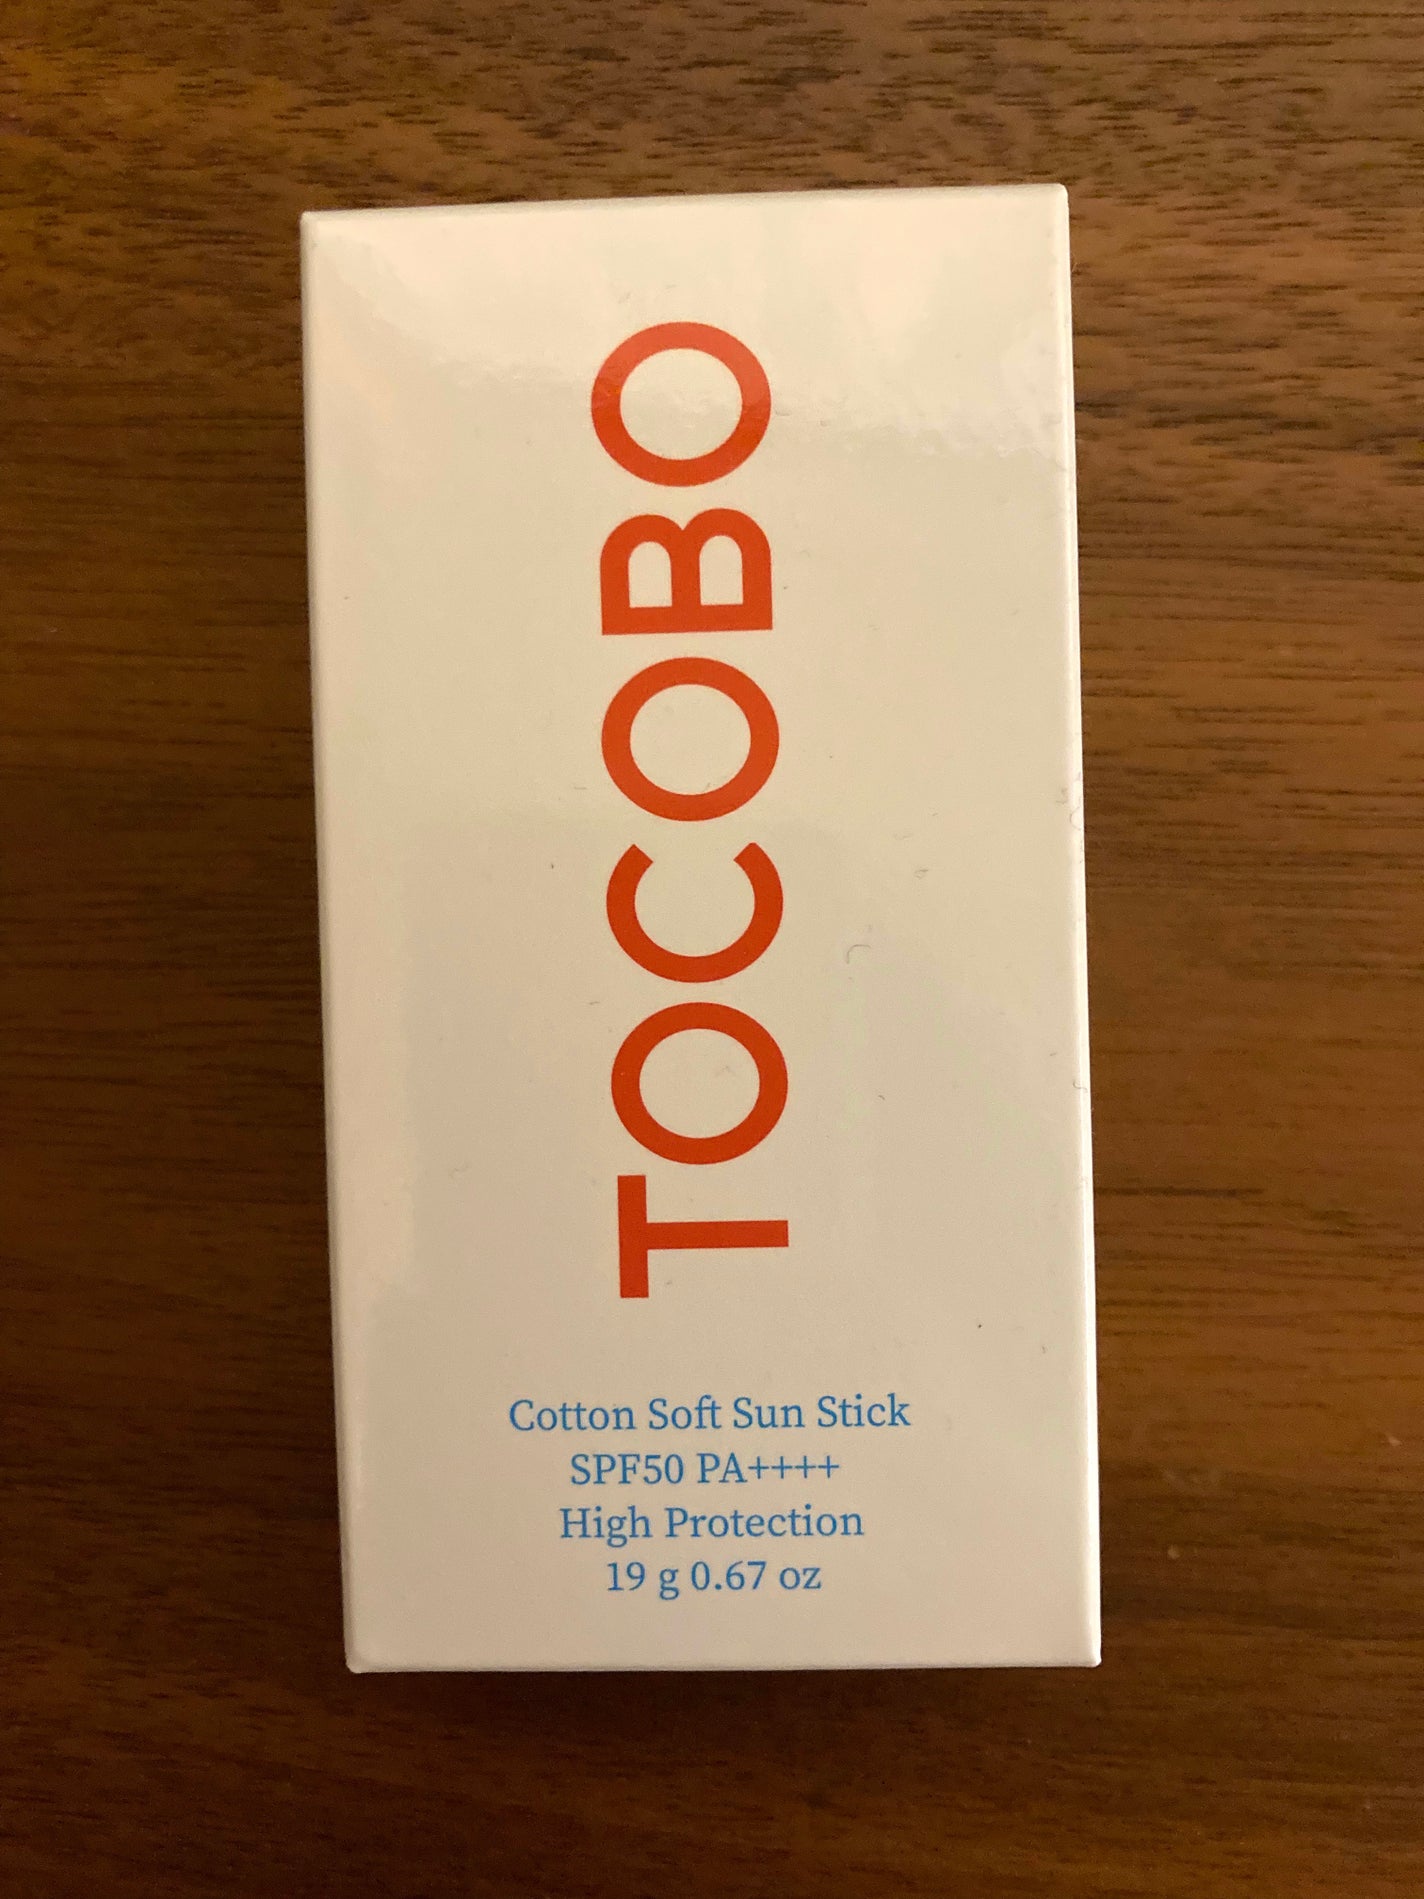 TOCOBO
Cotton Soft Sun Stick
SPF50 PA++++
High Protection
19 g 0.67 oz